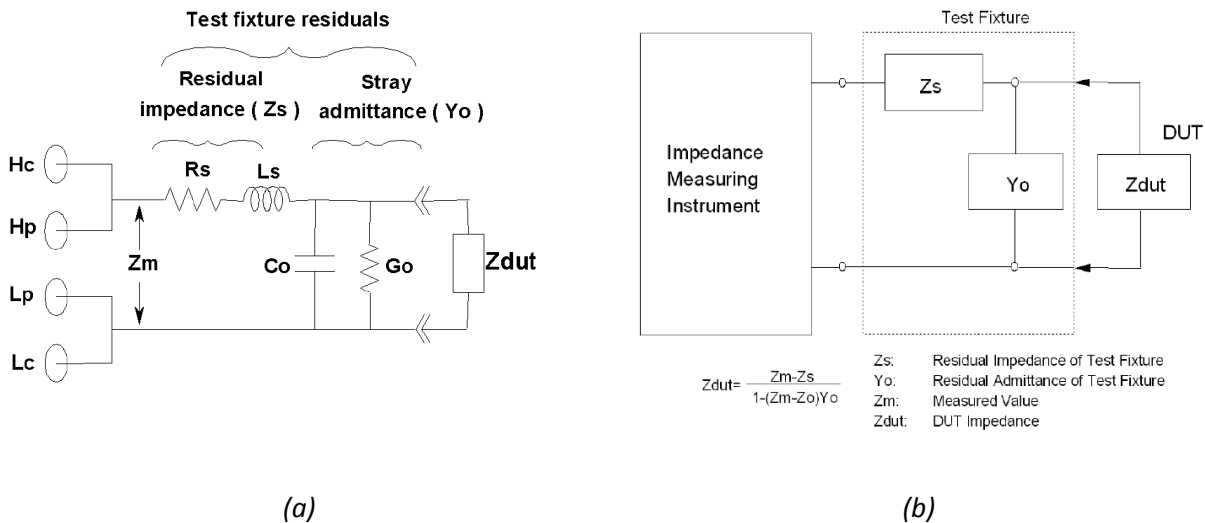 Test fixture residuals
Residual
impedance ( Zs )
Stray
admittance ( Yo )
Hc
Rs
Ls
Hp
Zm
Co
Go
Zdut
Lp
Lc
(a)
Test Fixture
Zs
DUT
Impedance
Measuring
Instrument
Yo
Zdut
Zdut= Zm-Zs
1-(Zm-Zo)Yo
Zs: Residual Impedance of Test Fixture
Yo: Residual Admittance of Test Fixture
Zm: Measured Value
Zdut: DUT Impedance
(b)